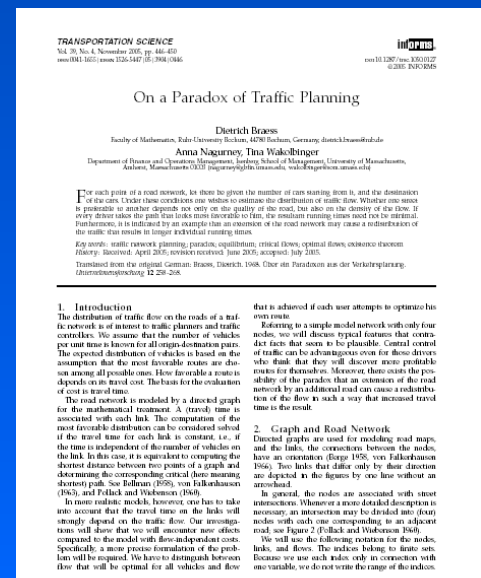 TRANSPORTATION SCIENCE
Vol. 39, No. 4, November 2005, pp. 446–450
issn 0041-1655 | eissn 1526-5447 | 05 | 3904 | 0446
informs
doi 10.1287/trsc.1050.0127
© 2005 INFORMS
On a Paradox of Traffic Planning
Dietrich Braess
Faculty of Mathematics, Ruhr-University Bochum, 44780 Bochum, Germany, dietrich.braess@rub.de
Anna Nagurney, Tina Wakolbinger
Department of Finance and Operations Management, Isenberg School of Management, University of Massachusetts,
Amherst, Massachusetts 01003 {nagurney@gbfin.umass.edu, wakolbinger@som.umass.edu}
For each point of a road network, let there be given the number of cars starting from it, and the destination
of the cars. Under these conditions one wishes to estimate the distribution of traffic flow. Whether one street
is preferable to another depends not only on the quality of the road, but also on the density of the flow. If
every driver takes the path that looks most favorable to him, the resultant running times need not be minimal.
Furthermore, it is indicated by an example that an extension of the road network may cause a redistribution of
the traffic that results in longer individual running times.
Key words: traffic network planning; paradox; equilibrium; critical flows; optimal flows; existence theorem
History: Received: April 2005; revision received: June 2005; accepted: July 2005.
Translated from the original German: Braess, Dietrich. 1968. Über ein Paradoxon aus der Verkehrsplanung.
Unternehmensforschung 12 258–268.
1. Introduction
The distribution of traffic flow on the roads of a traf-
fic network is of interest to traffic planners and traffic
controllers. We assume that the number of vehicles
per unit time is known for all origin-destination pairs.
The expected distribution of vehicles is based on the
assumption that the most favorable routes are cho-
sen among all possible ones. How favorable a route is
depends on its travel cost. The basis for the evaluation
of cost is travel time.
The road network is modeled by a directed graph
for the mathematical treatment. A (travel) time is
associated with each link. The computation of the
most favorable distribution can be considered solved
if the travel time for each link is constant, i.e., if
the time is independent of the number of vehicles on
the link. In this case, it is equivalent to computing the
shortest distance between two points of a graph and
determining the corresponding critical (here meaning
shortest) path. See Bellman (1958), von Falkenhausen
(1963), and Pollack and Wiebenson (1960).
In more realistic models, however, one has to take
into account that the travel time on the links will
strongly depend on the traffic flow. Our investiga-
tions will show that we will encounter new effects
compared to the model with flow-independent costs.
Specifically, a more precise formulation of the prob-
lem will be required. We have to distinguish between
flow that will be optimal for all vehicles and flow
that is achieved if each user attempts to optimize his
own route.
Referring to a simple model network with only four
nodes, we will discuss typical features that contra-
dict facts that seem to be plausible. Central control
of traffic can be advantageous even for those drivers
who think that they will discover more profitable
routes for themselves. Moreover, there exists the pos-
sibility of the paradox that an extension of the road
network by an additional road can cause a redistribu-
tion of the flow in such a way that increased travel
time is the result.
2. Graph and Road Network
Directed graphs are used for modeling road maps,
and the links, the connections between the nodes,
have an orientation (Berge 1958, von Falkenhausen
1966). Two links that differ only by their direction
are depicted in the figures by one line without an
arrowhead.
In general, the nodes are associated with street
intersections. Whenever a more detailed description is
necessary, an intersection may be divided into (four)
nodes with each one corresponding to an adjacent
road; see Figure 2 (Pollack and Wiebenson 1960).
We will use the following notation for the nodes,
links, and flows. The indices belong to finite sets.
Because we use each index only in connection with
one variable, we do not write the range of the indices.